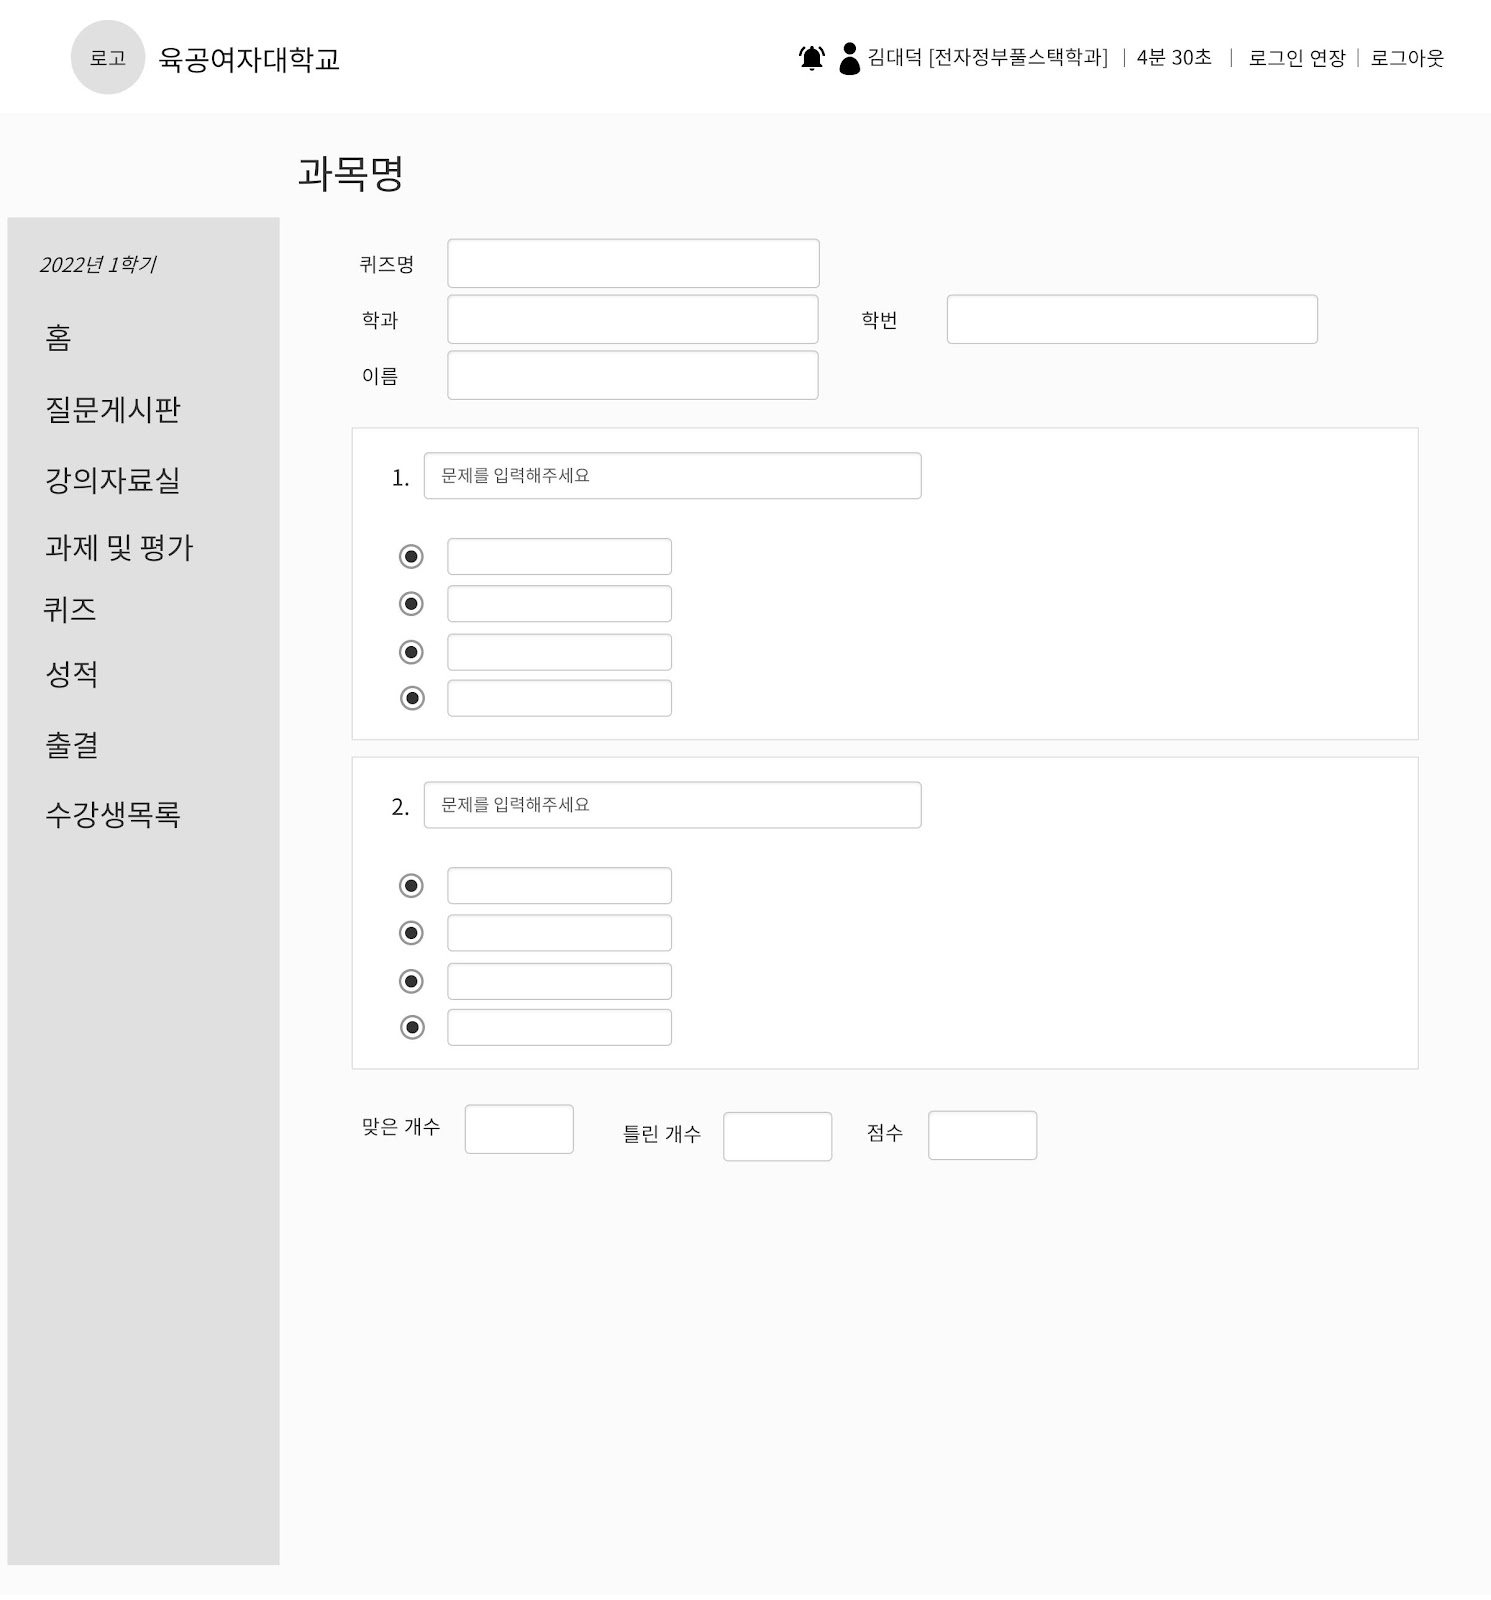 로고 육공여자대학교
김대덕 [전자정부풀스택학과] | 4분 30초 | 로그인 연장 | 로그아웃
과목명
2022년 1학기
홈
질문게시판
강의자료실
과제 및 평가
퀴즈
성적
출결
수강생목록
퀴즈명
학과
학번
이름
1. 문제를 입력해주세요
2. 문제를 입력해주세요
맞은 개수
틀린 개수
점수